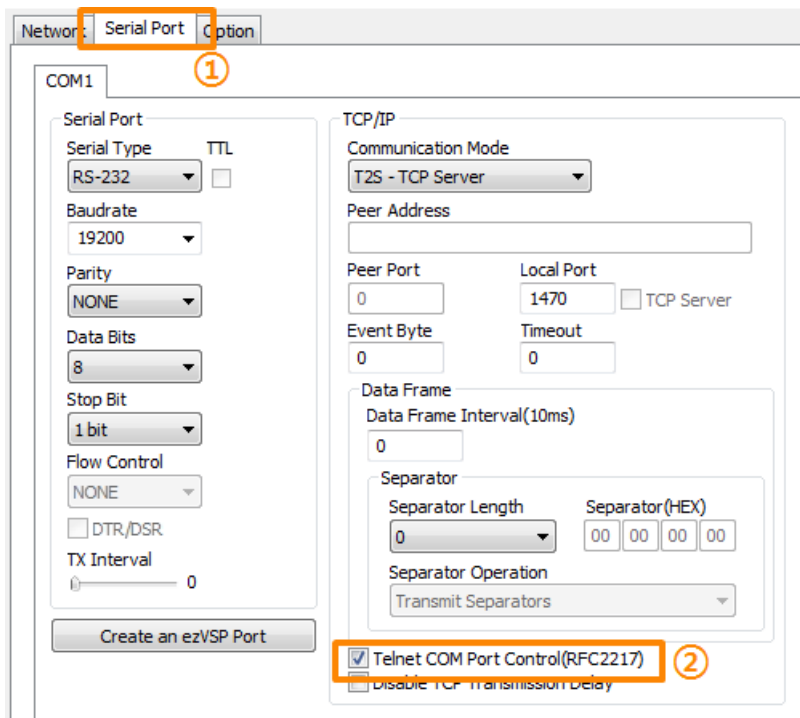 Network Serial Port Option
①
COM1
Serial Port
Serial Type TTL
RS-232
Baudrate
19200
Parity
NONE
Data Bits
8
Stop Bit
1 bit
Flow Control
NONE
DTR/DSR
TX Interval
0
Create an ezVSP Port
TCP/IP
Communication Mode
T2S - TCP Server
Peer Address
Peer Port Local Port
0 1470 TCP Server
Event Byte Timeout
0 0
Data Frame
Data Frame Interval(10ms)
0
Separator
Separator Length Separator(HEX)
0 00 00 00 00
Separator Operation
Transmit Separators
Telnet COM Port Control(RFC2217) ②
Disable TCP Transmission Delay